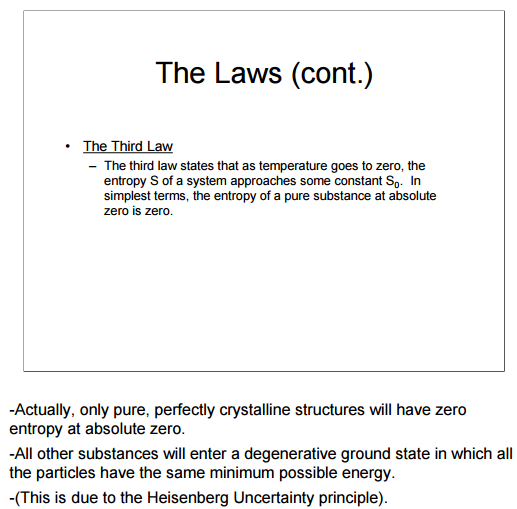 The Laws (cont.)
• The Third Law
– The third law states that as temperature goes to zero, the
entropy S of a system approaches some constant S₀. In
simplest terms, the entropy of a pure substance at absolute
zero is zero.
-Actually, only pure, perfectly crystalline structures will have zero
entropy at absolute zero.
-All other substances will enter a degenerative ground state in which all
the particles have the same minimum possible energy.
-(This is due to the Heisenberg Uncertainty principle).